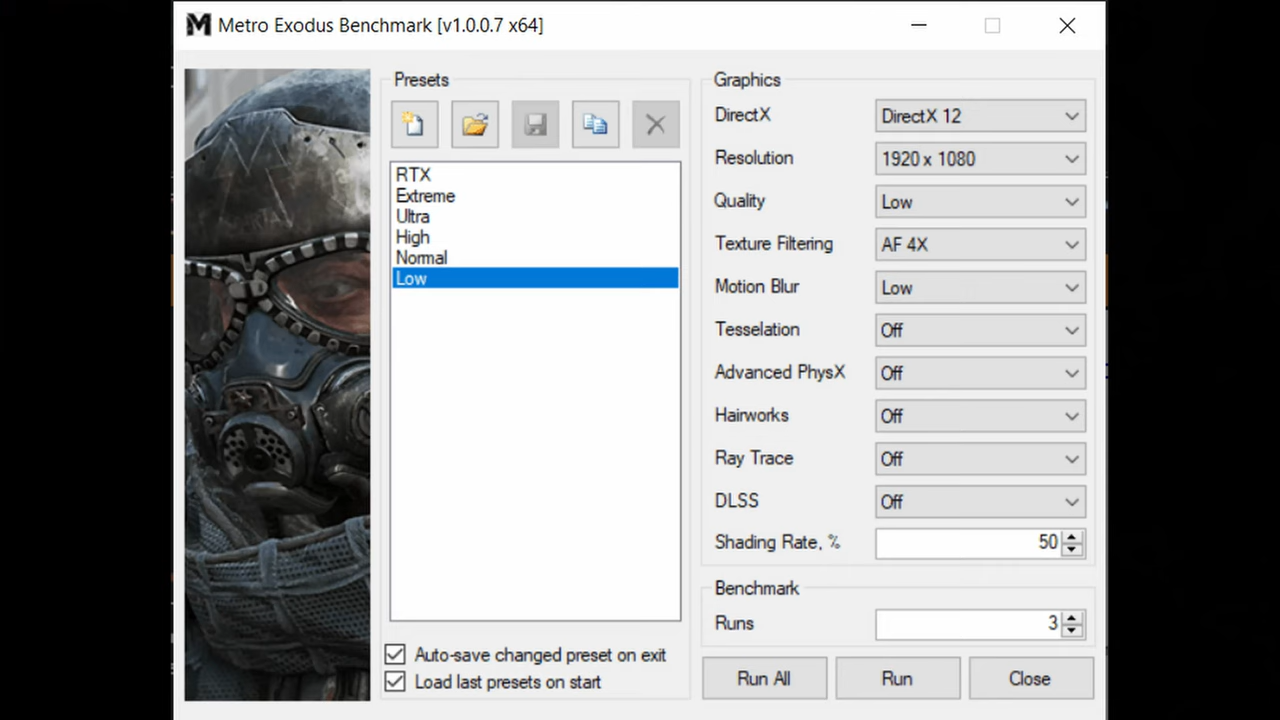 Metro Exodus Benchmark [v1.0.0.7 x64]
Presets
RTX
Extreme
Ultra
High
Normal
Low
Auto-save changed preset on exit
Load last presets on start
Graphics
DirectX DirectX 12
Resolution 1920 x 1080
Quality Low
Texture Filtering AF 4X
Motion Blur Low
Tesselation Off
Advanced PhysX Off
Hairworks Off
Ray Trace Off
DLSS Off
Shading Rate, % 50
Benchmark
Runs 3
Run All Run Close